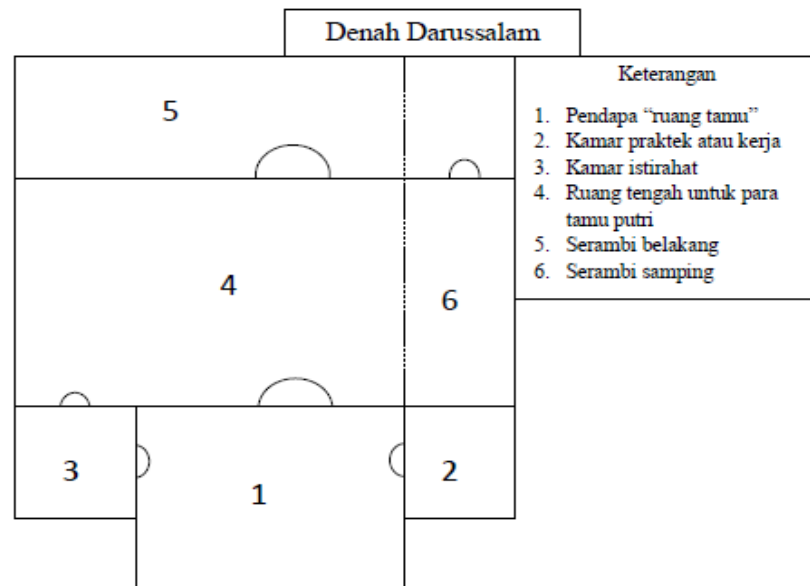 Denah Darussalam
Keterangan
1. Pendapa “ruang tamu”
2. Kamar praktek atau kerja
3. Kamar istirahat
4. Ruang tengah untuk para
tamu putri
5. Serambi belakang
6. Serambi samping
5
4
6
3
1
2